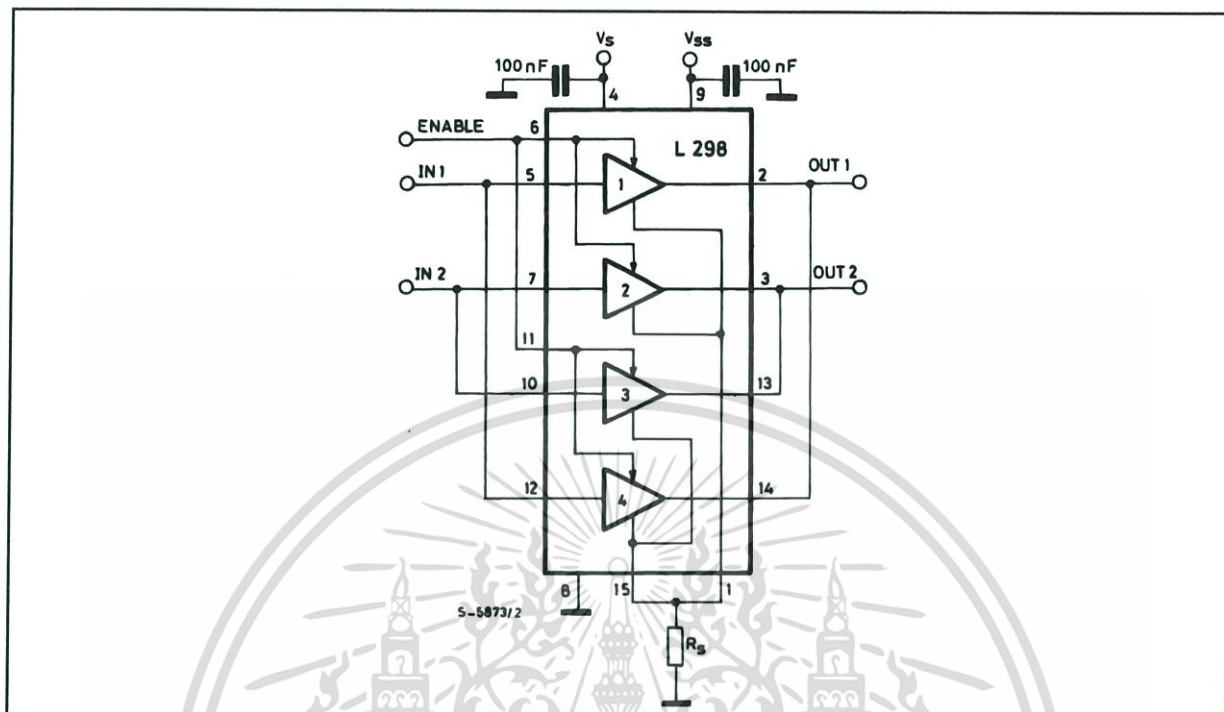 Vs Vss
100 nF 100 nF
4 9
ENABLE 6
L 298
IN 1 5 1 2 OUT 1
IN 2 7 2 3 OUT 2
11
10 3 13
12 4 14
8 15 1
S-5873/2
Rs